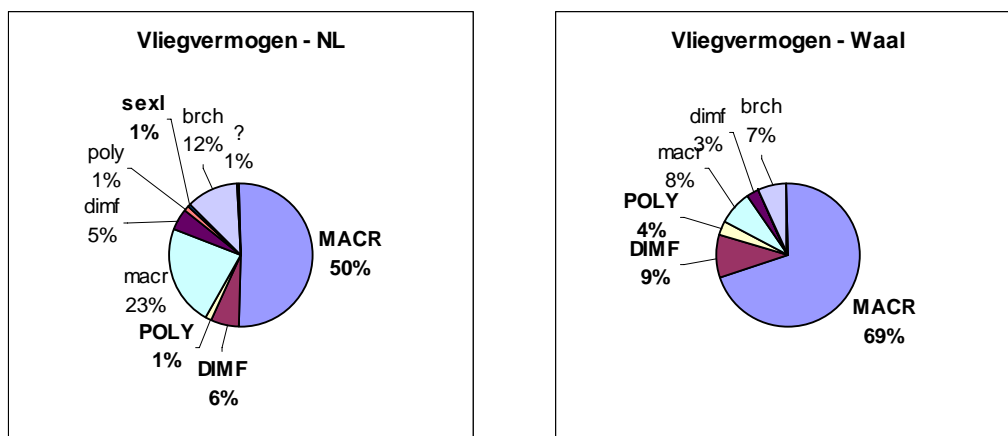 Vliegvermogen - NL
sexl
1%
brch
12%
?
1%
poly
1%
dimf
5%
macr
23%
POLY
1%
DIMF
6%
MACR
50%
Vliegvermogen - Waal
dimf
3%
brch
7%
macr
8%
POLY
4%
DIMF
9%
MACR
69%